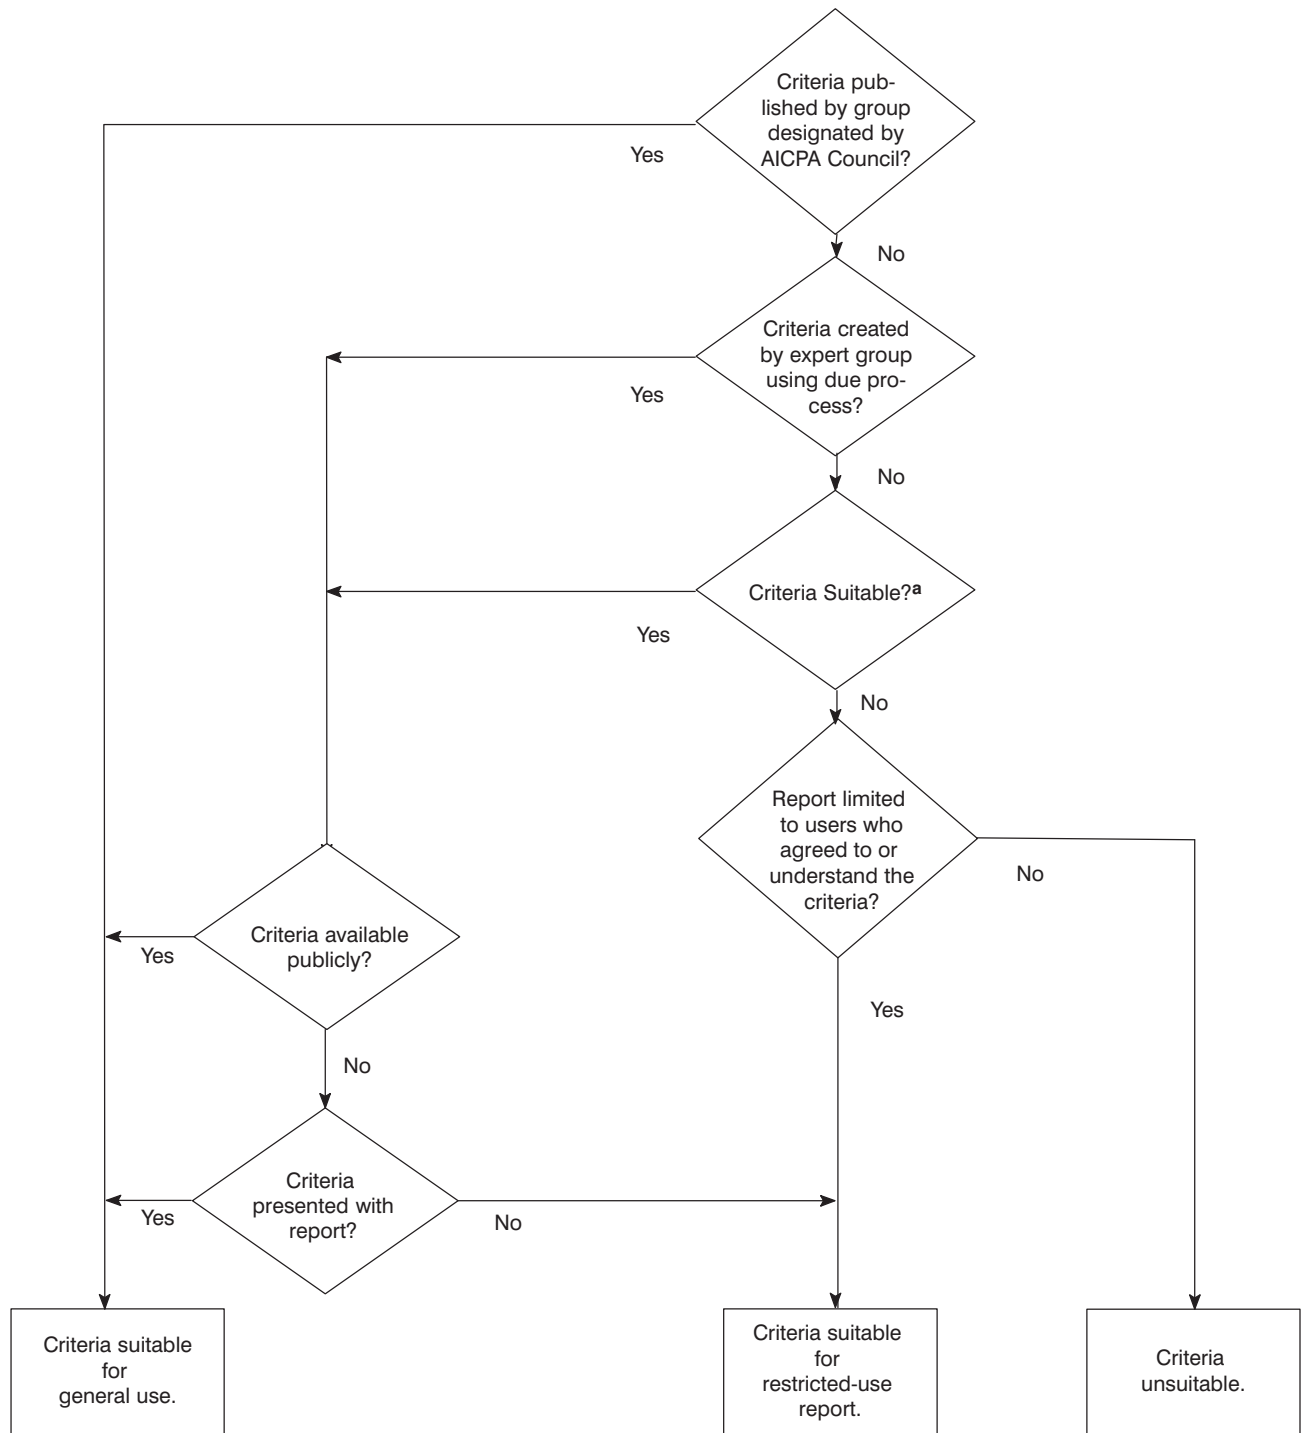 Criteria pub-
lished by group
designated by
AICPA Council?
Yes
No
Criteria created
by expert group
using due pro-
cess?
Yes
No
Criteria Suitable?a
Yes
No
Report limited
to users who
agreed to or
understand the
criteria?
No
Criteria available
publicly?
Yes
Yes
No
Criteria
presented with
report?
Yes
No
Criteria suitable
for
general use.
Criteria suitable
for
restricted-use
report.
Criteria
unsuitable.